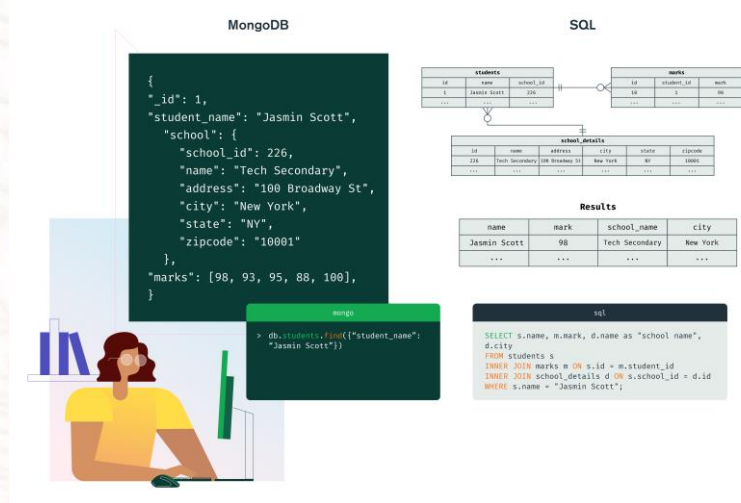 MongoDB
{
"_id": 1,
"student_name": "Jasmin Scott",
"school": {
"school_id": 226,
"name": "Tech Secondary",
"address": "100 Broadway St",
"city": "New York",
"state": "NY",
"zipcode": "10001"
},
"marks": [98, 93, 95, 88, 100],
}
mongo
> db.students.find({“student_name”:
“Jasmin Scott”})
SQL
students
id name school_id
1 Jasmin Scott 226
... ... ...
marks
id student_id mark
10 1 98
... ... ...
school_details
id name address city state zipcode
226 Tech Secondary 100 Broadway St New York NY 10001
... ... ... ... ... ...
Results
name mark school_name city
Jasmin Scott 98 Tech Secondary New York
... ... ... ...
sql
SELECT s.name, m.mark, d.name as "school name",
d.city
FROM students s
INNER JOIN marks m ON s.id = m.student_id
INNER JOIN school_details d ON s.school_id = d.id
WHERE s.name = "Jasmin Scott";